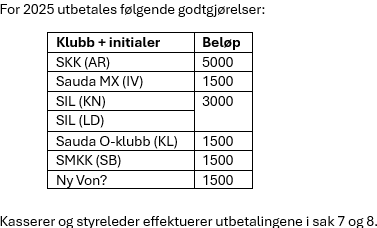 For 2025 utbetales følgende godtgjørelser:
Klubb + initialer Beløp
SKK (AR) 5000
Sauda MX (IV) 1500
SIL (KN) 3000
SIL (LD)
Sauda O-klubb (KL) 1500
SMKK (SB) 1500
Ny Von? 1500
Kasserer og styreleder effektuerer utbetalingene i sak 7 og 8.